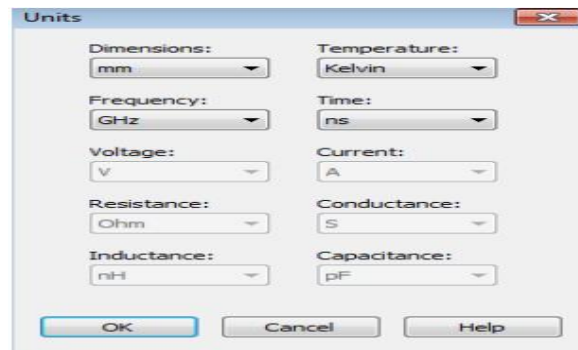 Units
Dimensions: Temperature:
mm Kelvin
Frequency: Time:
GHz ns
Voltage: Current:
V A
Resistance: Conductance:
Ohm S
Inductance: Capacitance:
nH pF
OK Cancel Help